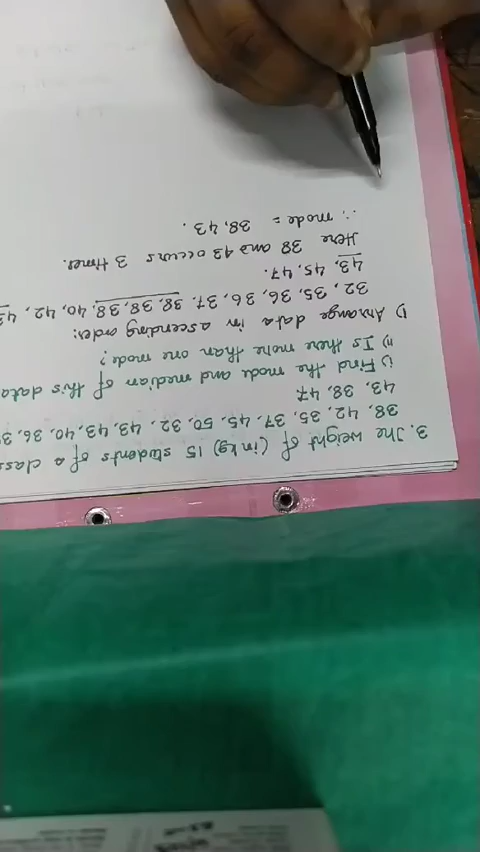 3. The weight of (in kg) 15 students of a class
38, 42, 35, 37, 45, 50, 32, 43, 43, 40, 36, 3
43, 38, 47
i) Find the mode and median of this data
ii) Is there more than one mode?
i) Arrange data in ascending order:
32, 35, 36, 36, 37, 38, 38, 38, 40, 42, 43
43, 45, 47.
Here 38 and 43 occurs 3 times.
∴ mode = 38, 43.